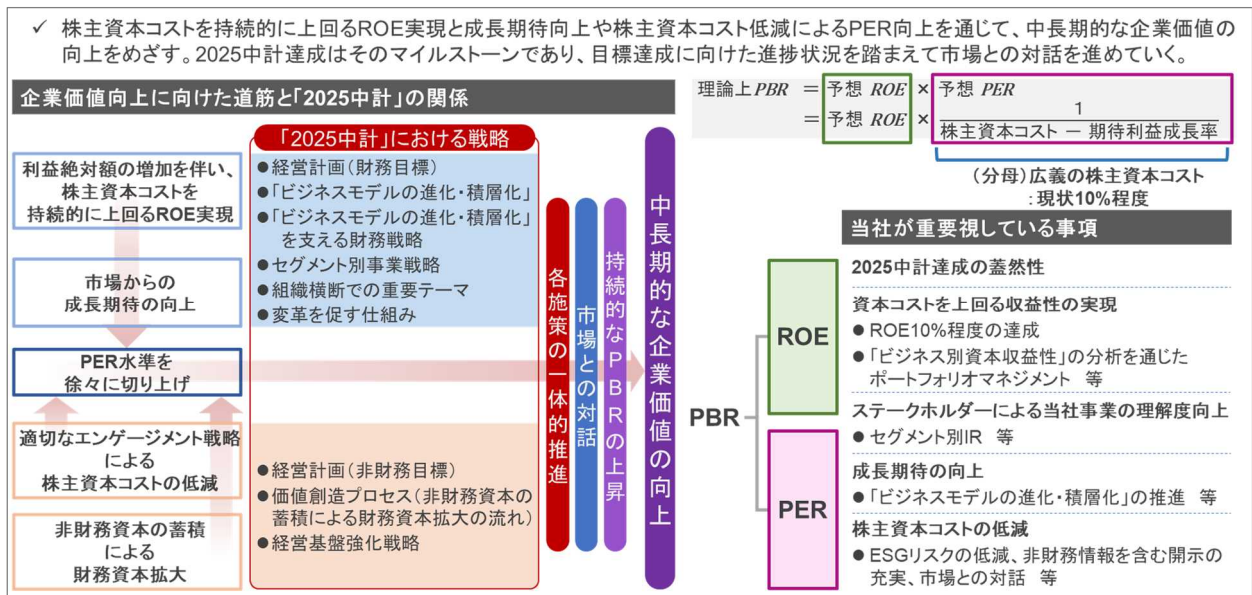 ✓ 株主資本コストを持続的に上回るROE実現と成長期待向上や株主資本コスト低減によるPER向上を通じて、中長期的な企業価値の
向上をめざす。2025中計達成はそのマイルストーンであり、目標達成に向けた進捗状況を踏まえて市場との対話を進めていく。
企業価値向上に向けた道筋と「2025中計」の関係
利益絶対額の増加を伴い、
株主資本コストを
持続的に上回るROE実現
市場からの
成長期待の向上
PER水準を
徐々に切り上げ
適切なエンゲージメント戦略
による
株主資本コストの低減
非財務資本の蓄積
による
財務資本拡大
「2025中計」における戦略
●経営計画(財務目標)
●「ビジネスモデルの進化・積層化」
●「ビジネスモデルの進化・積層化」
を支える財務戦略
●セグメント別事業戦略
●組織横断での重要テーマ
●変革を促す仕組み
●経営計画(非財務目標)
●価値創造プロセス(非財務資本の
蓄積による財務資本拡大の流れ)
●経営基盤強化戦略
各施策の一体的推進
市場との対話
持続的なPBRの上昇
中長期的な企業価値の向上
理論上PBR = 予想 ROE × 予想 PER
= 予想 ROE × 1
株主資本コスト − 期待利益成長率
(分母)広義の株主資本コスト
:現状10%程度
当社が重要視している事項
PBR
ROE
PER
2025中計達成の蓋然性
資本コストを上回る収益性の実現
● ROE10%程度の達成
● 「ビジネス別資本収益性」の分析を通じた
ポートフォリオマネジメント 等
ステークホルダーによる当社事業の理解度向上
● セグメント別IR 等
成長期待の向上
● 「ビジネスモデルの進化・積層化」の推進 等
株主資本コストの低減
● ESGリスクの低減、非財務情報を含む開示の
充実、市場との対話 等